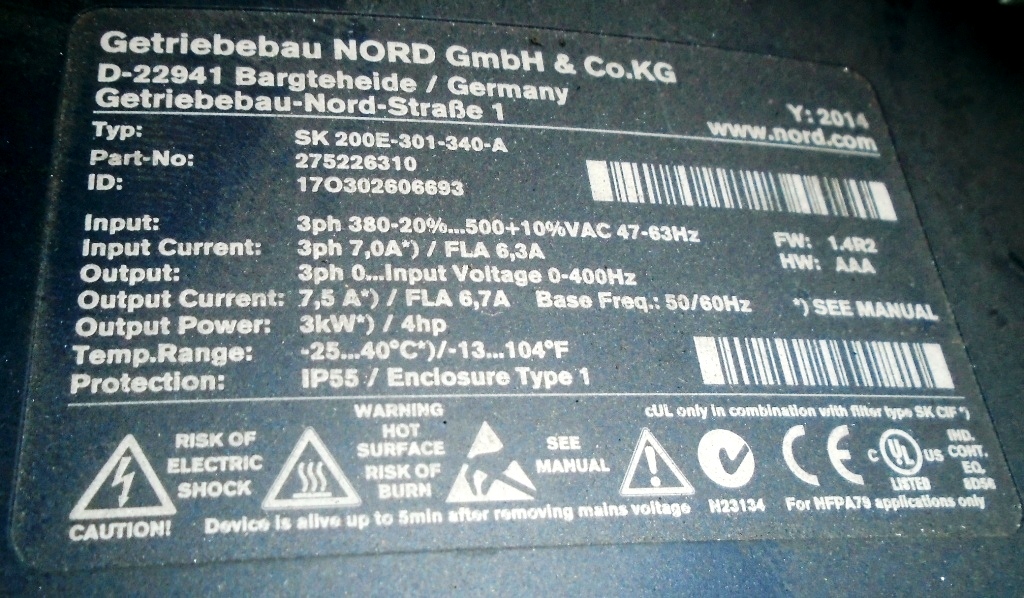 Getriebebau NORD GmbH & Co.KG
D-22941 Bargteheide / Germany
Getriebebau-Nord-Straße 1
Y: 2014
www.nord.com
Typ: SK 200E-301-340-A
Part-No: 275226310
ID: 17O302606693
Input: 3ph 380-20%...500+10%VAC 47-63Hz
Input Current: 3ph 7,0A*) / FLA 6,3A
FW: 1.4R2
HW: AAA
Output: 3ph 0...Input Voltage 0-400Hz
Output Current: 7,5 A*) / FLA 6,7A Base Freq.: 50/60Hz *) SEE MANUAL
Output Power: 3kW*) / 4hp
Temp.Range: -25...40°C*)/-13...104°F
Protection: IP55 / Enclosure Type 1
cUL only in combination with filter type SK CIF *)
RISK OF
ELECTRIC
SHOCK
CAUTION!
WARNING
HOT
SURFACE
RISK OF
BURN
SEE
MANUAL
N23134
CE
C UL US
LISTED
IND.
CONT.
EQ.
6D58
For NFPA79 applications only
Device is alive up to 5min after removing mains voltage